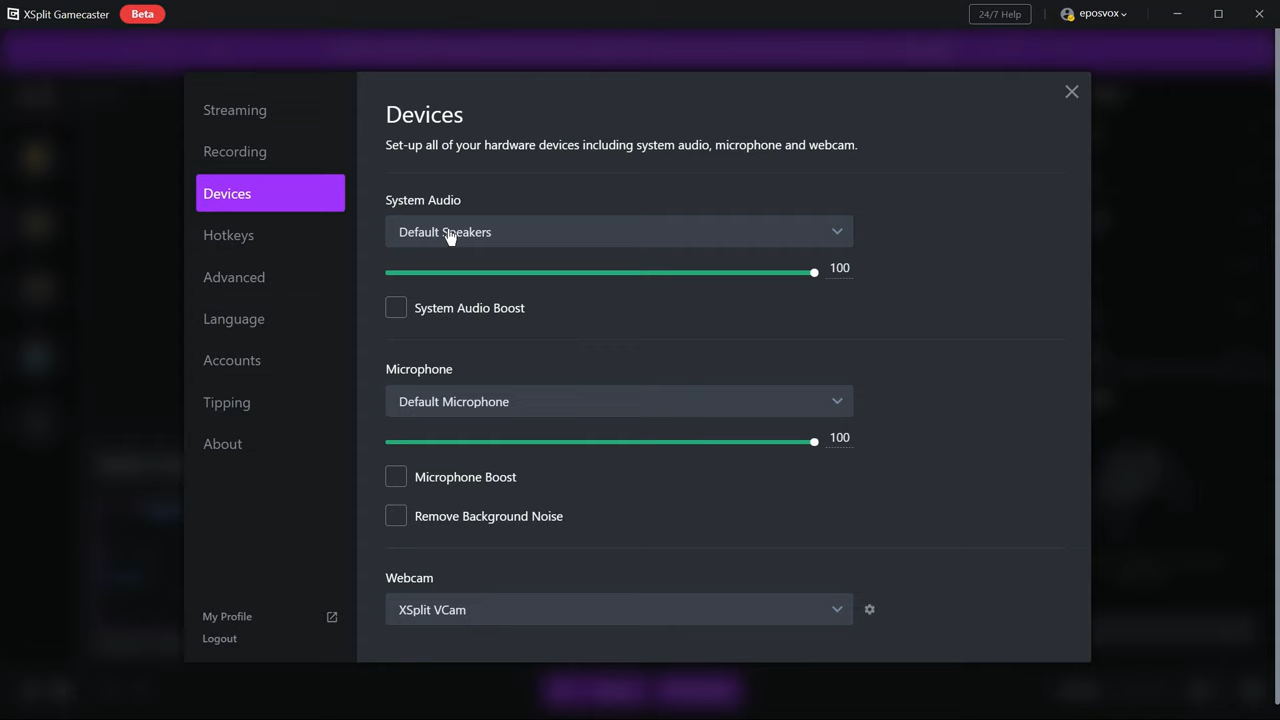 XSplit Gamecaster Beta 24/7 Help eposvox
Streaming
Recording
Devices
Hotkeys
Advanced
Language
Accounts
Tipping
About
My Profile
Logout
Devices
Set-up all of your hardware devices including system audio, microphone and webcam.
System Audio
Default Speakers
100
System Audio Boost
Microphone
Default Microphone
100
Microphone Boost
Remove Background Noise
Webcam
XSplit VCam